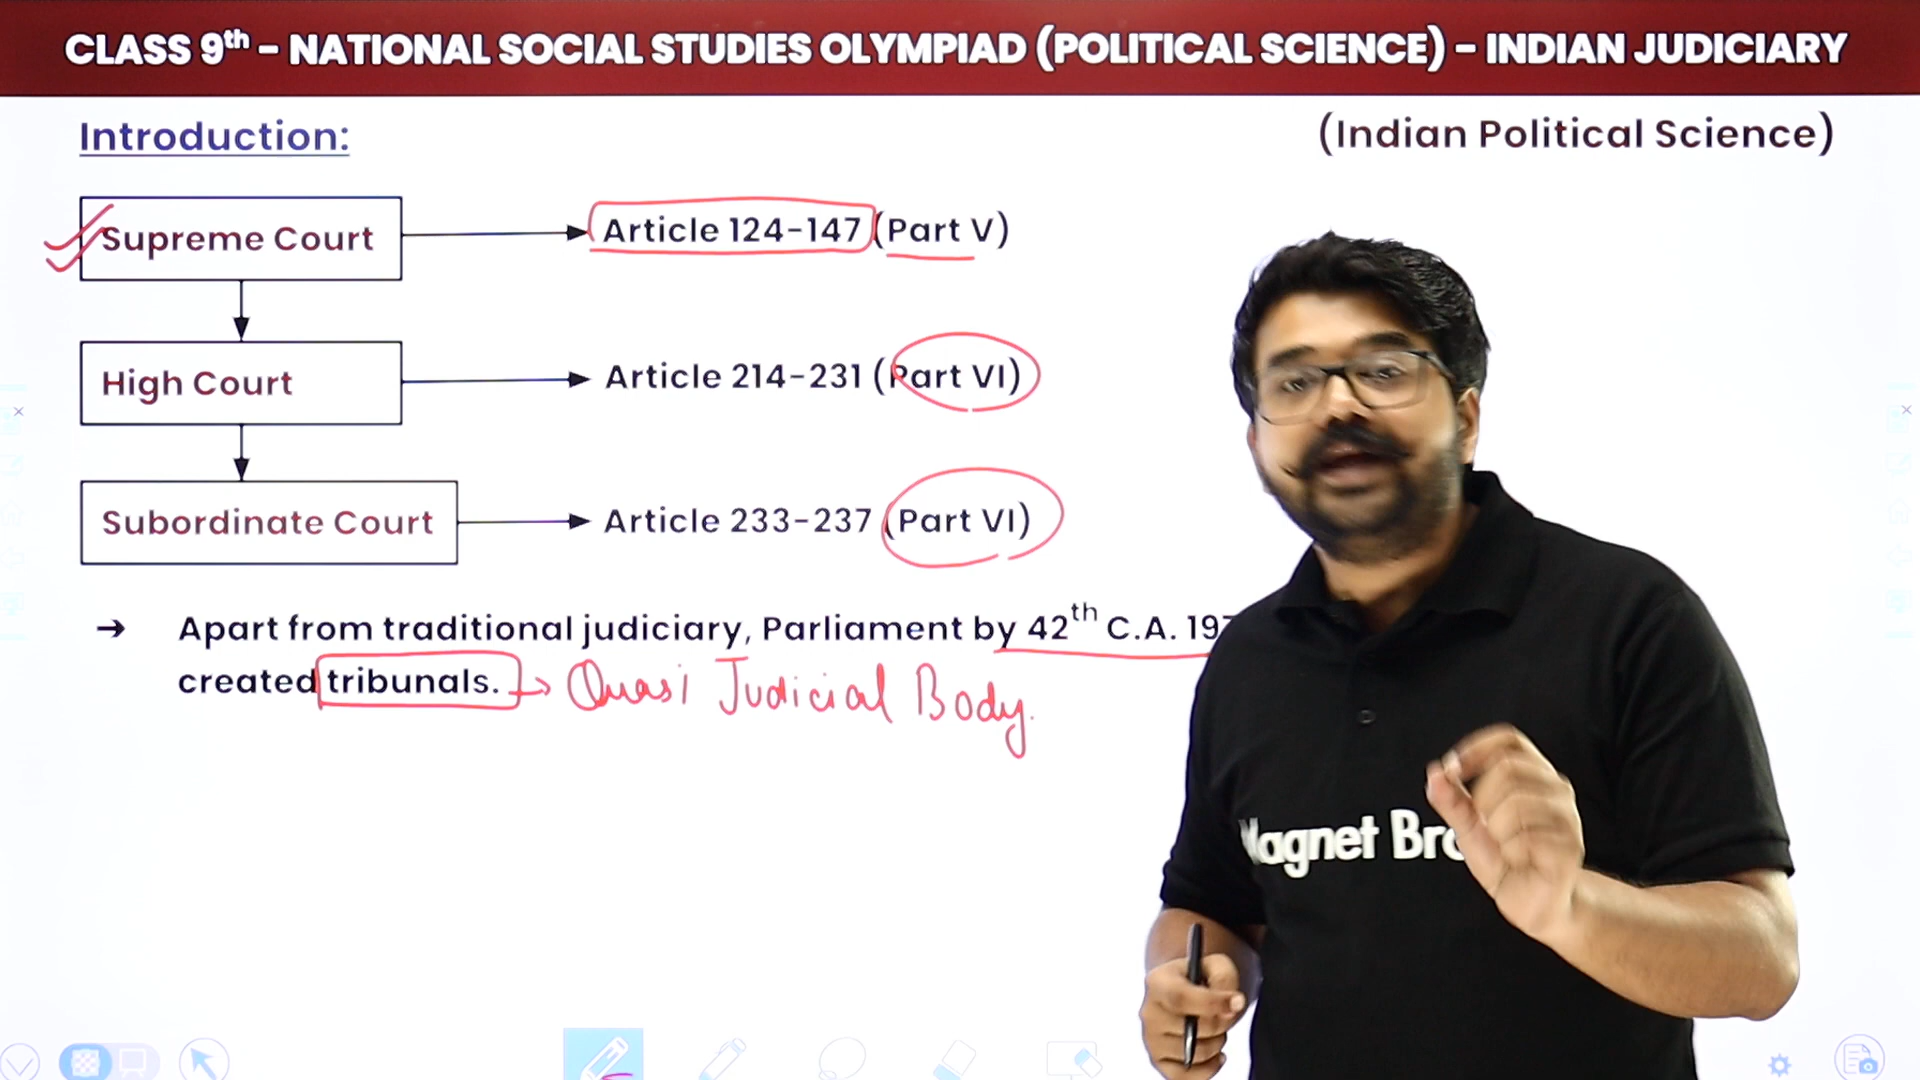 CLASS 9th – NATIONAL SOCIAL STUDIES OLYMPIAD (POLITICAL SCIENCE) – INDIAN JUDICIARY
Introduction:
(Indian Political Science)
Supreme Court
Article 124-147 (Part V)
High Court
Article 214-231 (Part VI)
Subordinate Court
Article 233-237 (Part VI)
→ Apart from traditional judiciary, Parliament by 42th C.A.
created tribunals. → Quasi Judicial Body.
Magnet